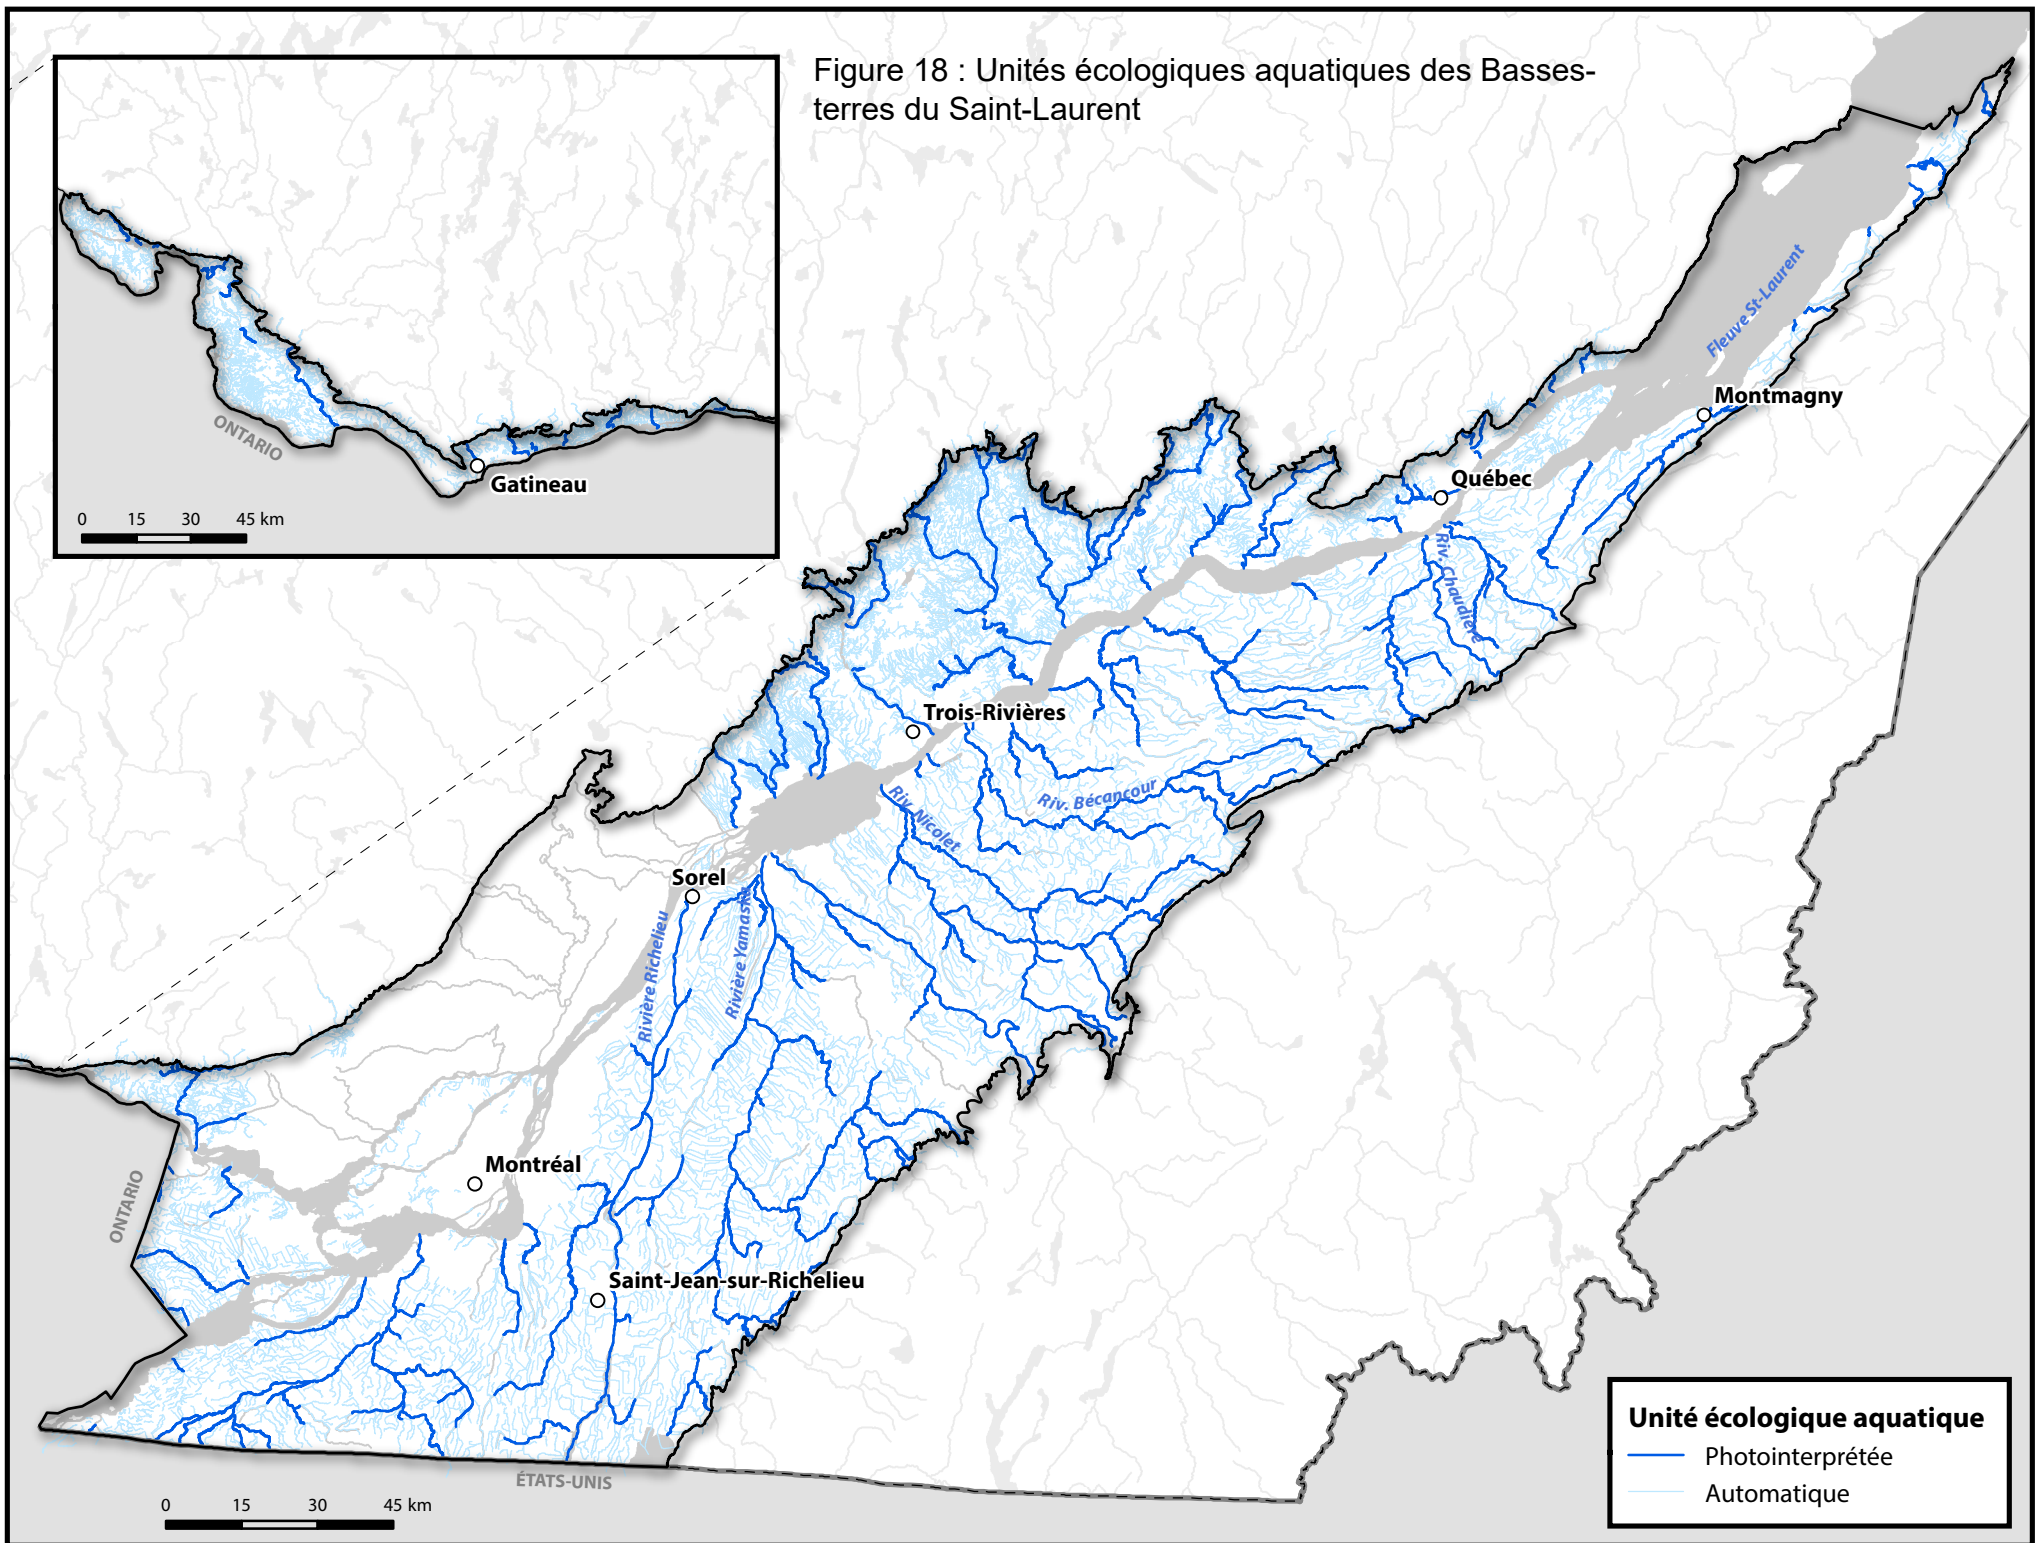 Figure 18 : Unités écologiques aquatiques des Basses-
terres du Saint-Laurent
ONTARIO
Gatineau
0 15 30 45 km
Fleuve St-Laurent
Montmagny
Québec
Riv. Chaudière
Trois-Rivières
Riv. Bécancour
Riv. Nicolet
Sorel
Rivière Richelieu
Rivière Yamaska
Montréal
ONTARIO
Saint-Jean-sur-Richelieu
ÉTATS-UNIS
0 15 30 45 km
Unité écologique aquatique
Photointerprétée
Automatique